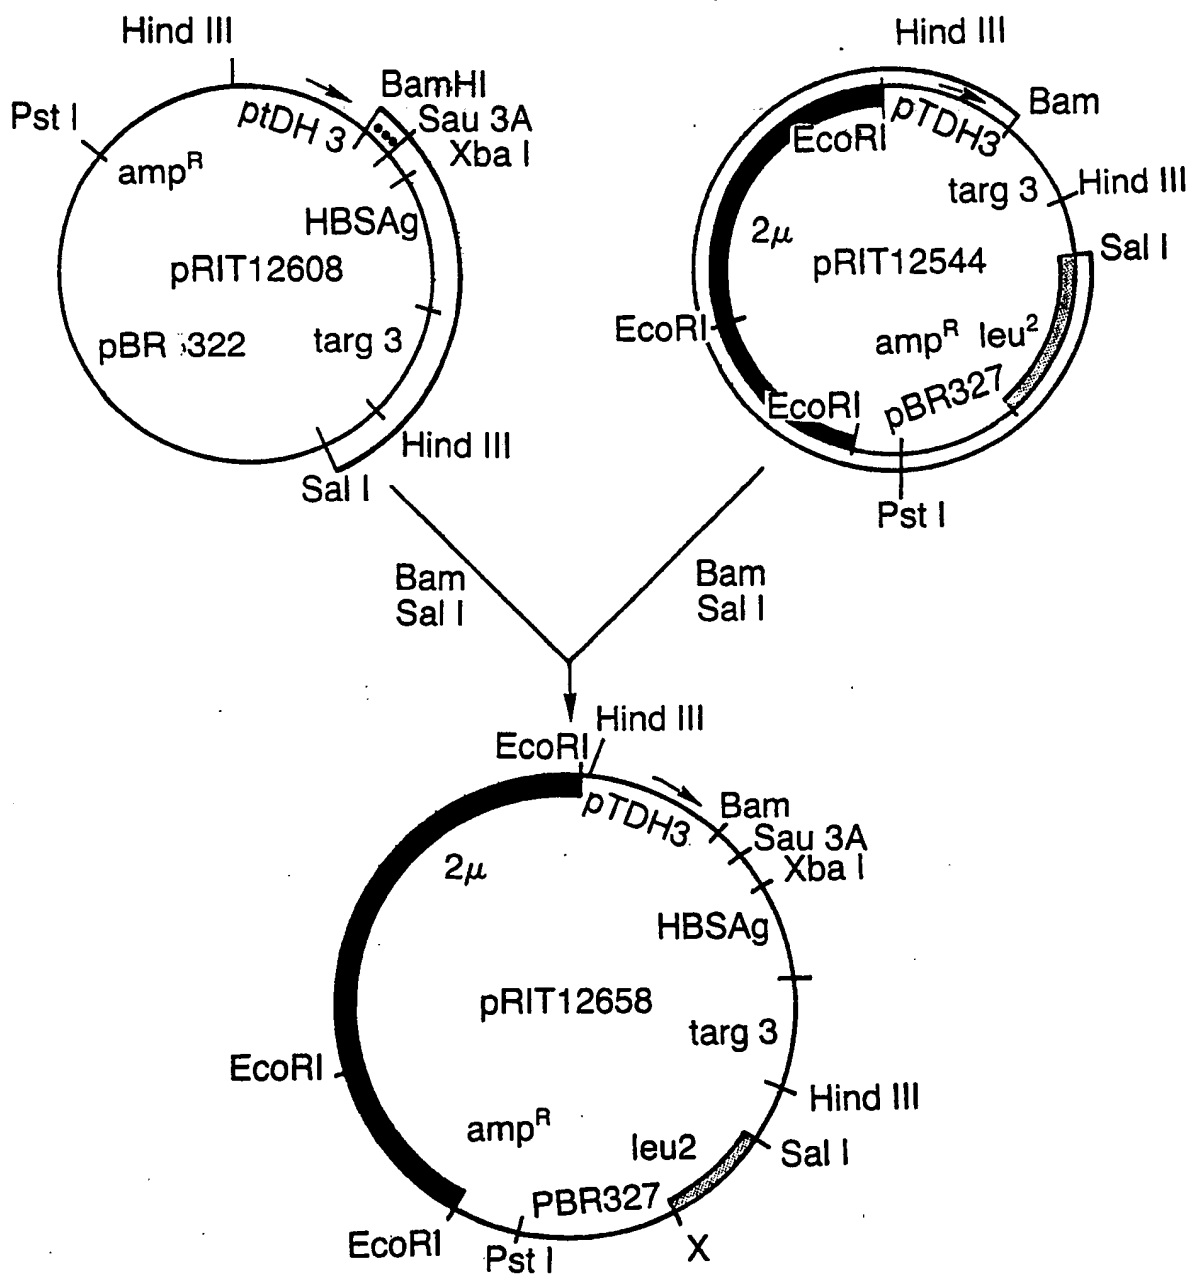 Hind III
Pst I
ptDH 3
BamHI
Sau 3A
Xba I
amp^R
HBSAg
pRIT12608
pBR 322
targ 3
Hind III
Sal I
Hind III
Bam
EcoRI
pTDH3
targ 3
Hind III
2μ
pRIT12544
Sal I
EcoRI
amp^R
leu^2
pBR327
EcoRI
Pst I
Bam
Sal I
Bam
Sal I
EcoRI
Hind III
pTDH3
Bam
Sau 3A
Xba I
2μ
HBSAg
pRIT12658
targ 3
EcoRI
Hind III
amp^R
leu2
Sal I
PBR327
EcoRI
Pst I
X